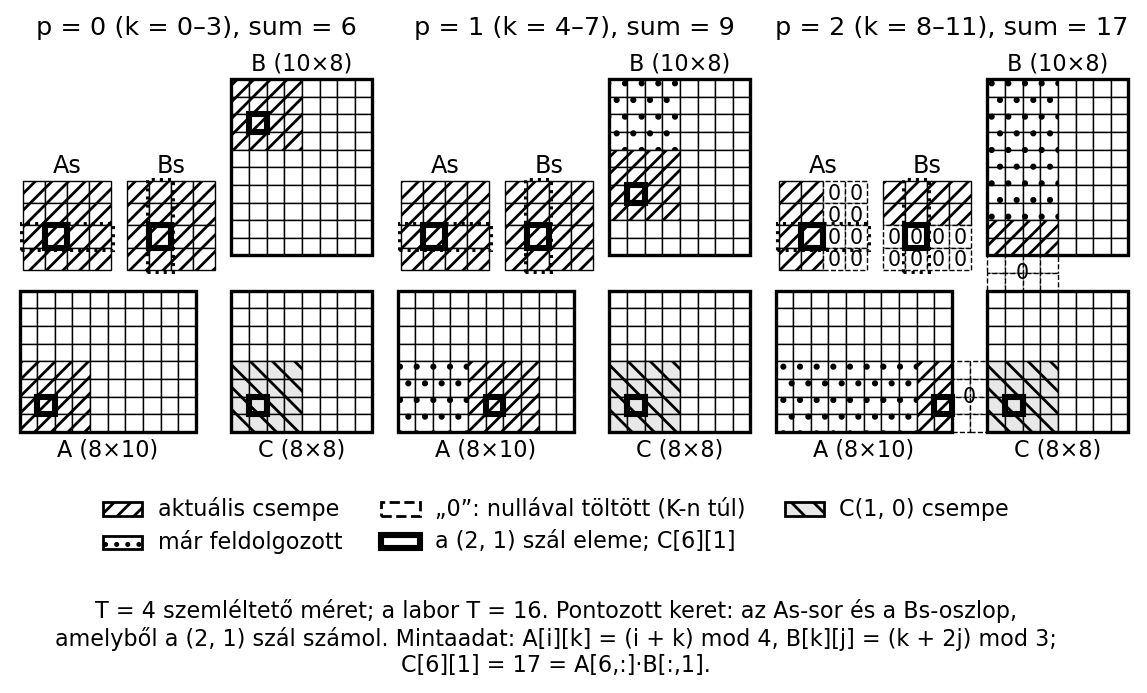 p = 0 (k = 0–3), sum = 6
p = 1 (k = 4–7), sum = 9
p = 2 (k = 8–11), sum = 17
B (10×8)
B (10×8)
B (10×8)
As
Bs
As
Bs
As
Bs
0 0
0 0
0 0 0 0 0 0
0 0 0 0 0 0
0
0
A (8×10)
C (8×8)
A (8×10)
C (8×8)
A (8×10)
C (8×8)
aktuális csempe
„0”: nullával töltött (K-n túl)
C(1, 0) csempe
már feldolgozott
a (2, 1) szál eleme; C[6][1]
T = 4 szemléltető méret; a labor T = 16. Pontozott keret: az As-sor és a Bs-oszlop,
amelyből a (2, 1) szál számol. Mintaadat: A[i][k] = (i + k) mod 4, B[k][j] = (k + 2j) mod 3;
C[6][1] = 17 = A[6,:]·B[:,1].